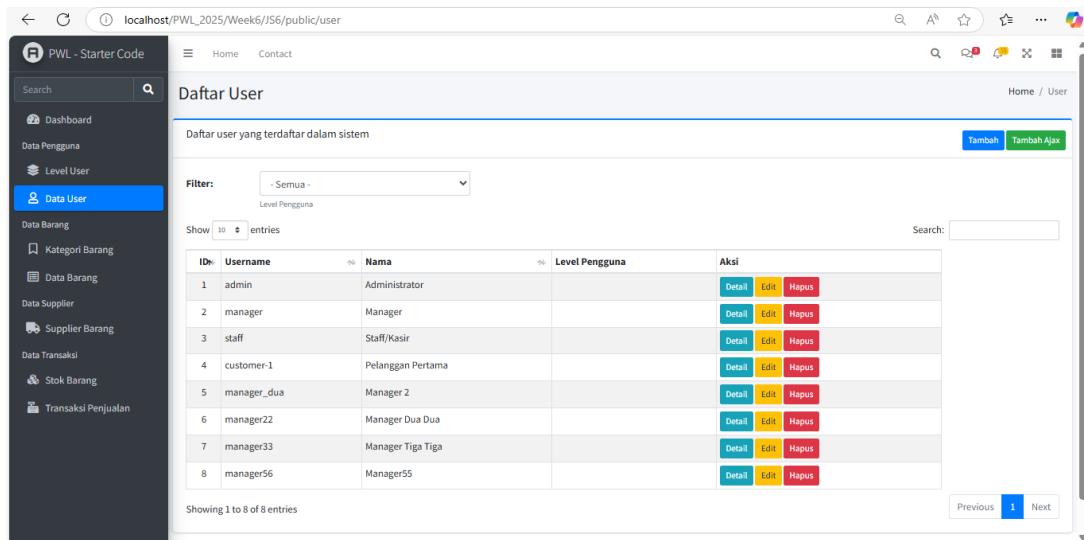 localhost/PWL_2025/Week6/JS6/public/user
PWL - Starter Code
Home Contact
3
15
Search
Daftar User
Home / User
Dashboard
Data Pengguna
Level User
Data User
Data Barang
Kategori Barang
Data Barang
Data Supplier
Supplier Barang
Data Transaksi
Stok Barang
Transaksi Penjualan
Daftar user yang terdaftar dalam sistem
Tambah Tambah Ajax
Filter: - Semua -
Level Pengguna
Show 10 entries
Search:
ID Username Nama Level Pengguna Aksi
1 admin Administrator Detail Edit Hapus
2 manager Manager Detail Edit Hapus
3 staff Staff/Kasir Detail Edit Hapus
4 customer-1 Pelanggan Pertama Detail Edit Hapus
5 manager_dua Manager 2 Detail Edit Hapus
6 manager22 Manager Dua Dua Detail Edit Hapus
7 manager33 Manager Tiga Tiga Detail Edit Hapus
8 manager56 Manager55 Detail Edit Hapus
Showing 1 to 8 of 8 entries
Previous 1 Next